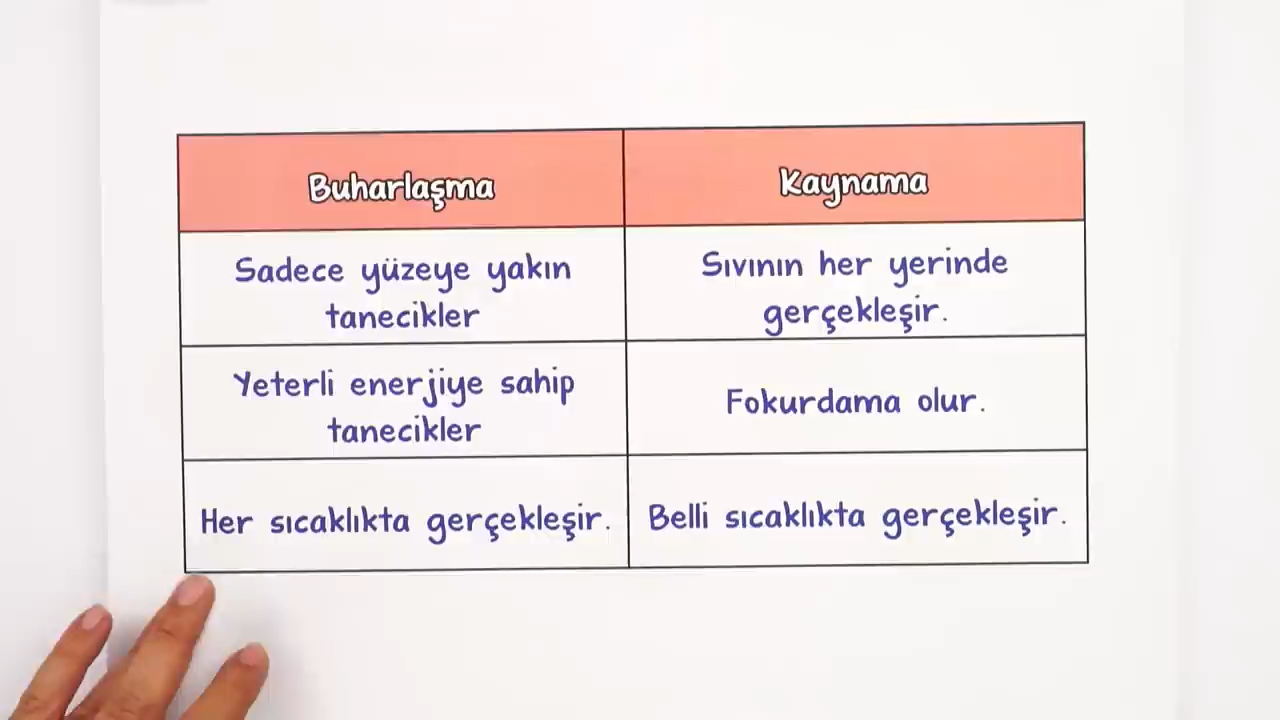 Buharlaşma
Kaynama
Sadece yüzeye yakın
tanecikler
Sıvının her yerinde
gerçekleşir.
Yeterli enerjiye sahip
tanecikler
Fokurdama olur.
Her sıcaklıkta gerçekleşir.
Belli sıcaklıkta gerçekleşir.